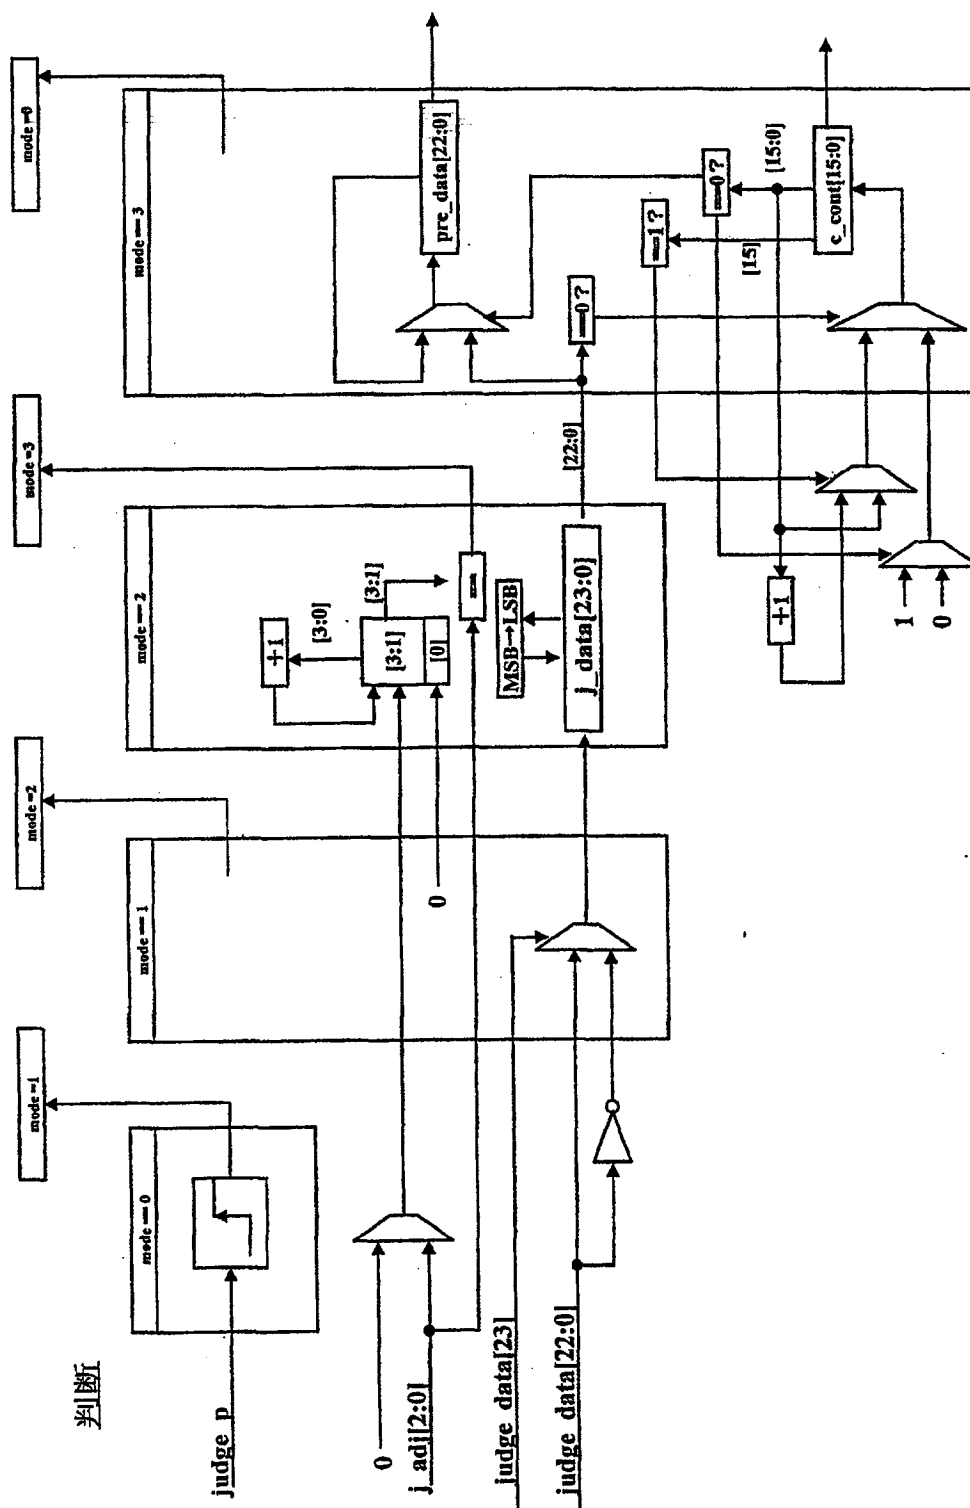 判断
mode=1
mode=2
mode=3
mode=0
mode==0
mode==1
mode==2
mode==3
judge_p
0
j_adj[2:0]
judge_data[23]
judge_data[22:0]
0
+1
[3:0]
[3:1]
[3:1]
[0]
==
MSB→LSB
j_data[23:0]
[22:0]
pre_data[22:0]
==0?
==1?
==0?
[15]
[15:0]
c_cont[15:0]
+1
1
0